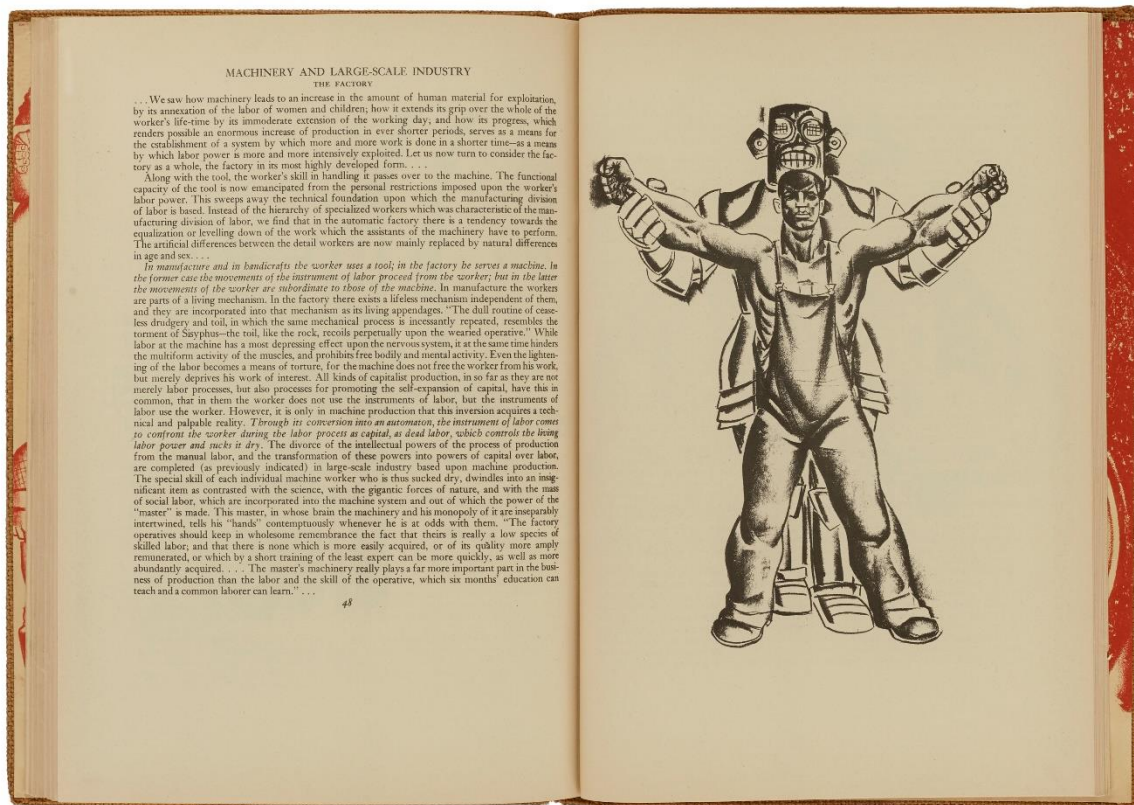 MACHINERY AND LARGE-SCALE INDUSTRY
THE FACTORY
. . . We saw how machinery leads to an increase in the amount of human material for exploitation,
by its annexation of the labor of women and children; how it extends its grip over the whole of the
worker's life-time by its immoderate extension of the working day; and how its progress, which
renders possible an enormous increase of production in ever shorter periods, serves as a means for
the establishment of a system by which more and more work is done in a shorter time—as a means
by which labor power is more and more intensively exploited. Let us now turn to consider the fac-
tory as a whole, the factory in its most highly developed form. . . .
Along with the tool, the worker's skill in handling it passes over to the machine. The functional
capacity of the tool is now emancipated from the personal restrictions imposed upon the worker's
labor power. This sweeps away the technical foundation upon which the manufacturing division
of labor is based. Instead of the hierarchy of specialized workers which was characteristic of the man-
ufacturing division of labor, we find that in the automatic factory there is a tendency towards the
equalization or levelling down of the work which the assistants of the machinery have to perform.
The artificial differences between the detail workers are now mainly replaced by natural differences
in age and sex. . . .
In manufacture and in handicrafts the worker uses a tool; in the factory he serves a machine. In
the former case the movements of the instrument of labor proceed from the worker; but in the latter
the movements of the worker are subordinate to those of the machine. In manufacture the workers
are parts of a living mechanism. In the factory there exists a lifeless mechanism independent of them,
and they are incorporated into that mechanism as its living appendages. "The dull routine of cease-
less drudgery and toil, in which the same mechanical process is incessantly repeated, resembles the
torment of Sisyphus—the toil, like the rock, recoils perpetually upon the wearied operative." While
labor at the machine has a most depressing effect upon the nervous system, it at the same time hinders
the multiform activity of the muscles, and prohibits free bodily and mental activity. Even the lighten-
ing of the labor becomes a means of torture, for the machine does not free the worker from his work,
but merely deprives his work of interest. All kinds of capitalist production, in so far as they are not
merely labor processes, but also processes for promoting the self-expansion of capital, have this in
common, that in them the worker does not use the instruments of labor, but the instruments of
labor use the worker. However, it is only in machine production that this inversion acquires a tech-
nical and palpable reality. Through its conversion into an automaton, the instrument of labor comes
to confront the worker during the labor process as capital, as dead labor, which controls the living
labor power and sucks it dry. The divorce of the intellectual powers of the process of production
from the manual labor, and the transformation of these powers into powers of capital over labor,
are completed (as previously indicated) in large-scale industry based upon machine production.
The special skill of each individual machine worker who is thus sucked dry, dwindles into an insig-
nificant item as contrasted with the science, with the gigantic forces of nature, and with the mass
of social labor, which are incorporated into the machine system and out of which the power of the
"master" is made. This master, in whose brain the machinery and his monopoly of it are inseparably
intertwined, tells his "hands" contemptuously whenever he is at odds with them. "The factory
operatives should keep in wholesome remembrance the fact that theirs is really a low species of
skilled labor; and that there is none which is more easily acquired, or of its quality more amply
remunerated, or which by a short training of the least expert can be more quickly, as well as more
abundantly acquired. . . . The master's machinery really plays a far more important part in the busi-
ness of production than the labor and the skill of the operative, which six months' education can
teach and a common laborer can learn." . . .
48